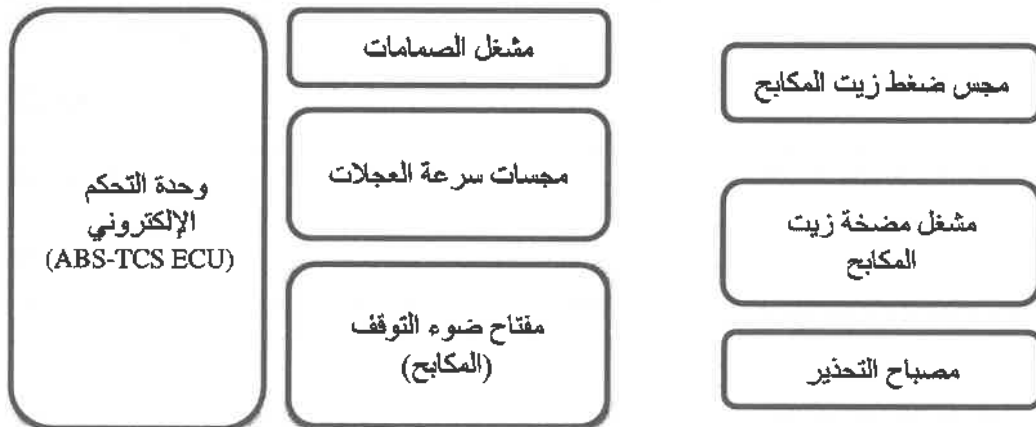 مشغل الصمامات
مجس ضغط زيت المكابح
مجسات سرعة العجلات
وحدة التحكم
الإلكتروني
(ABS-TCS ECU)
مشغل مضخة زيت
المكابح
مفتاح ضوء التوقف
(المكابح)
مصباح التحذير